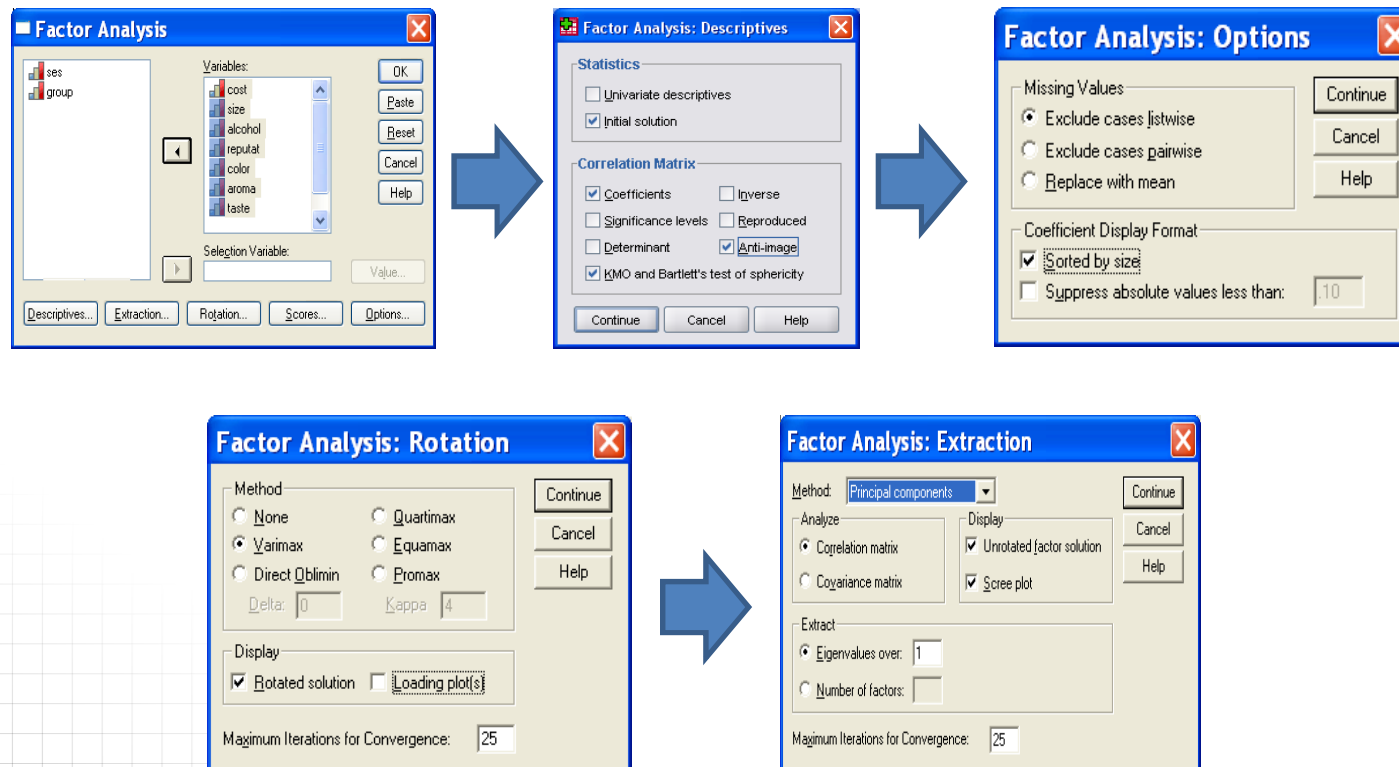 Factor Analysis
ses
group
Variables:
cost
size
alcohol
reputat
color
aroma
taste
Selection Variable:
OK
Paste
Reset
Cancel
Help
Value...
Descriptives... Extraction... Rotation... Scores... Options...
Factor Analysis: Descriptives
Statistics
Univariate descriptives
Initial solution
Correlation Matrix
Coefficients Inverse
Significance levels Reproduced
Determinant Anti-image
KMO and Bartlett's test of sphericity
Continue Cancel Help
Factor Analysis: Options
Missing Values
Exclude cases listwise
Exclude cases pairwise
Replace with mean
Coefficient Display Format
Sorted by size
Suppress absolute values less than: .10
Continue
Cancel
Help
Factor Analysis: Rotation
Method
None Quartimax
Varimax Equamax
Direct Oblimin Promax
Delta: 0 Kappa 4
Display
Rotated solution Loading plot(s)
Maximum Iterations for Convergence: 25
Continue
Cancel
Help
Factor Analysis: Extraction
Method: Principal components
Analyze
Correlation matrix
Covariance matrix
Display
Unrotated factor solution
Scree plot
Extract
Eigenvalues over: 1
Number of factors:
Maximum Iterations for Convergence: 25
Continue
Cancel
Help